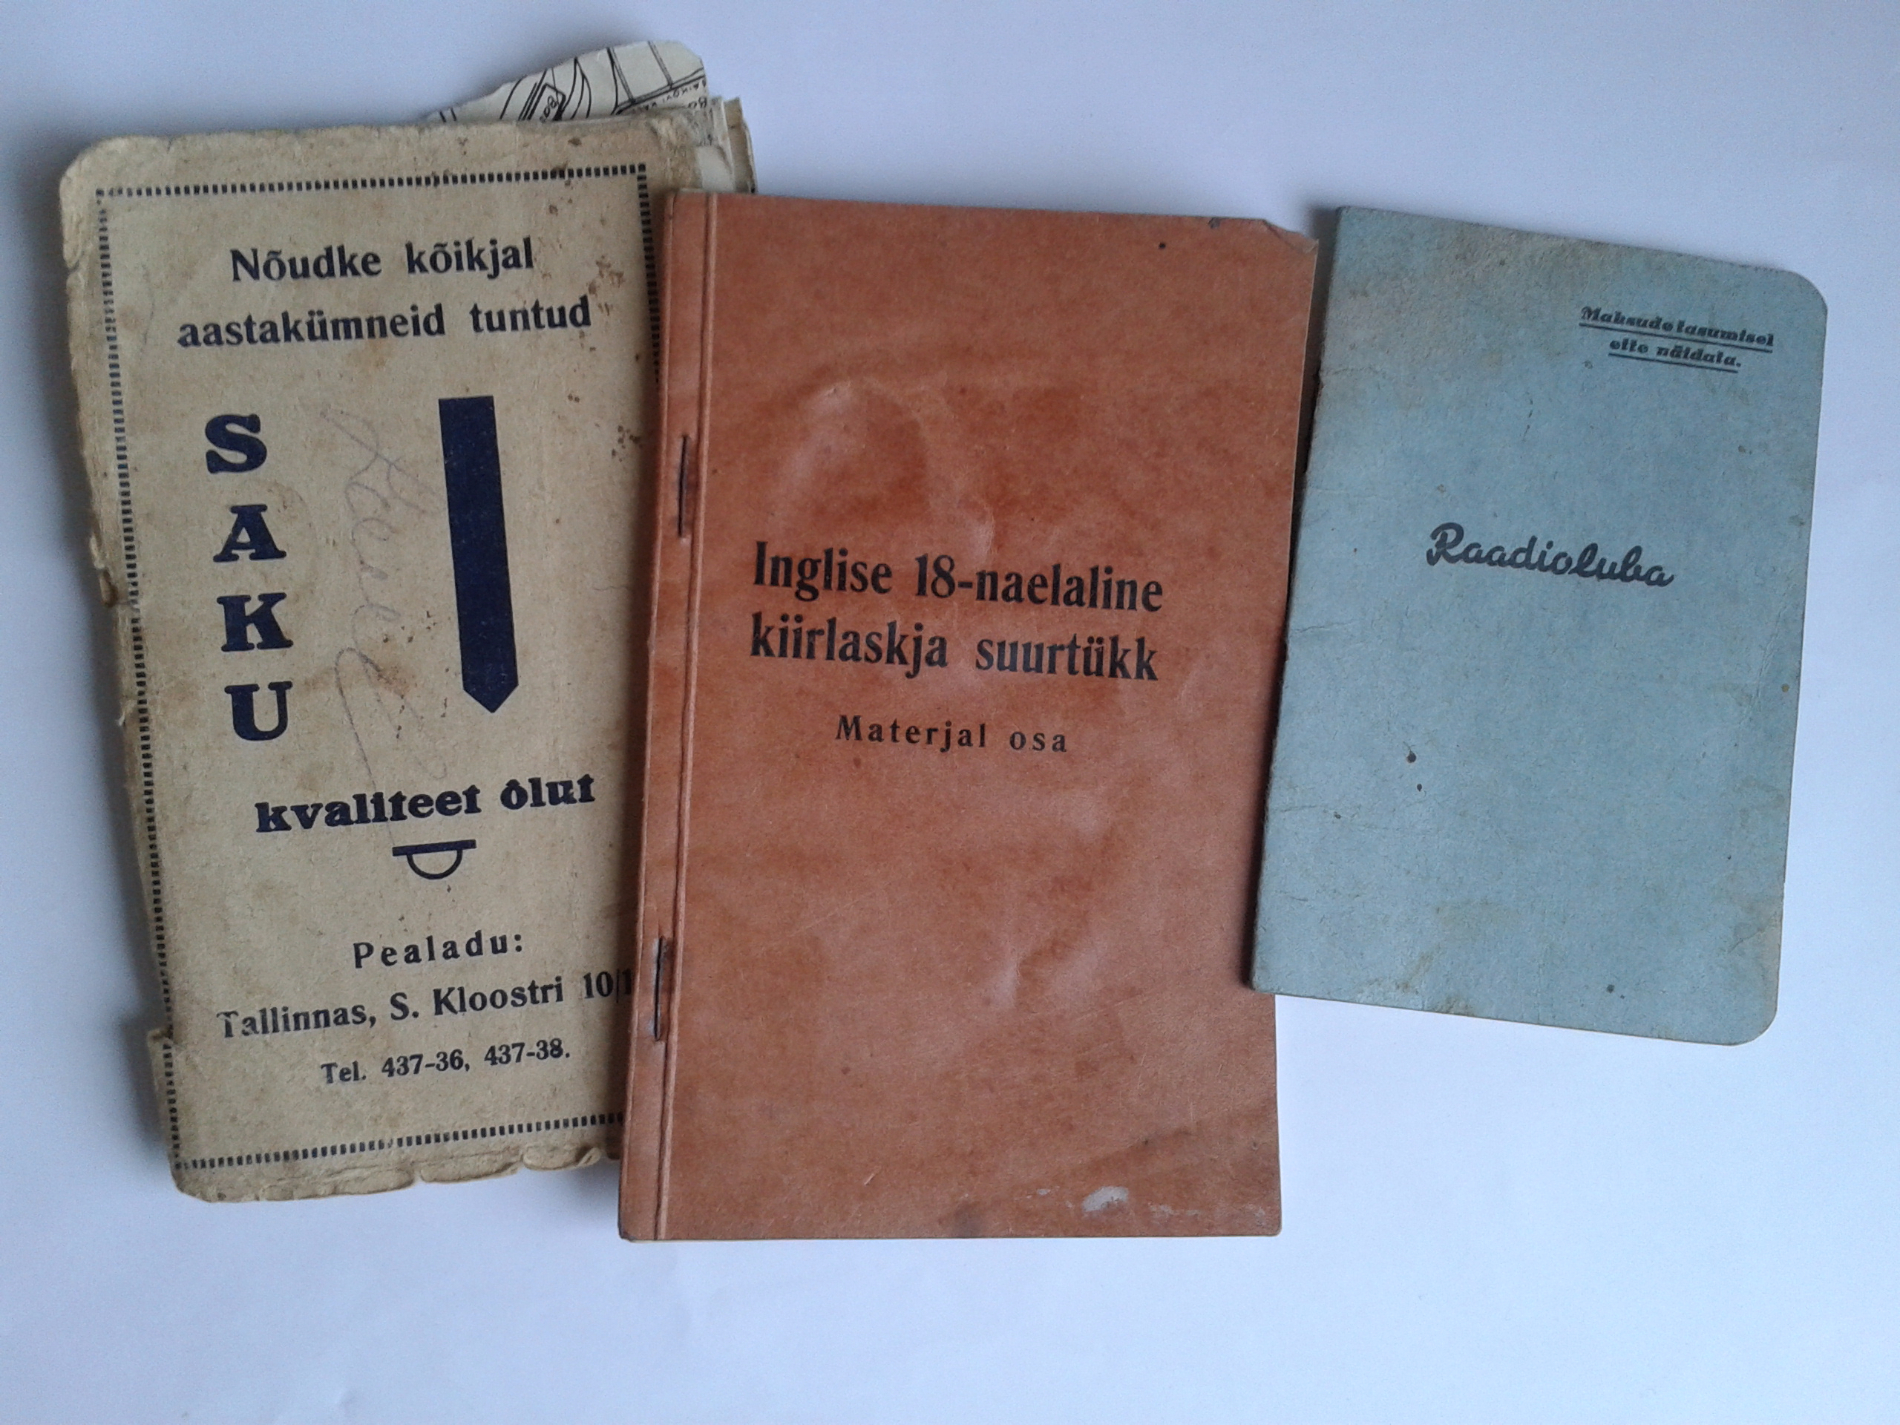 Nõudke kõikjal
aastakümneid tuntud
SAKU
kvaliteet õlut
Pealadu:
Tallinnas, S. Kloostri 10
Tel. 437-36, 437-38.
Inglise 18-naelaline
kiirlaskja suurtükk
Materjal osa
Maksude tasumisel
ette näidata.
Raadioluba